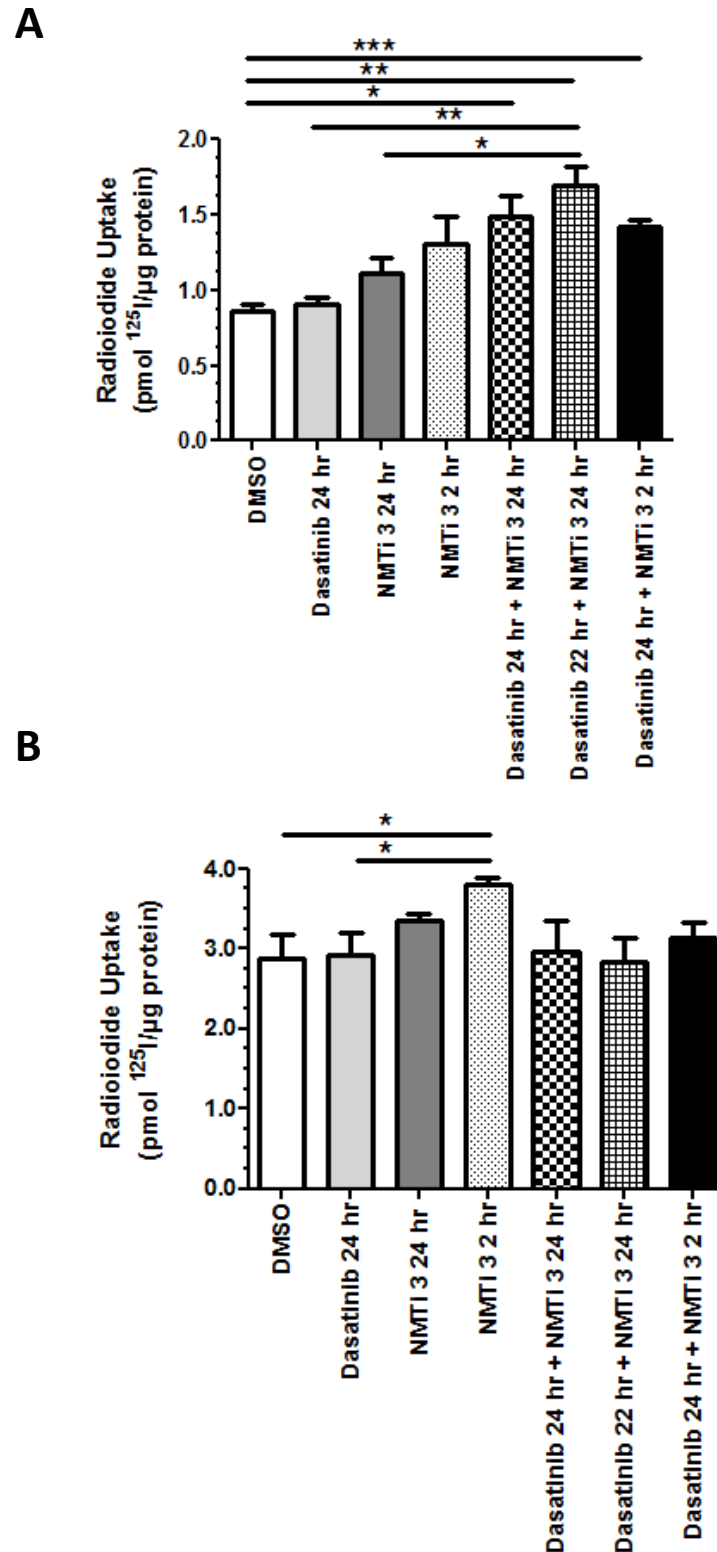 A
***
**
*
**
*
2.0
1.5
1.0
0.5
0.0
Radioiodide Uptake
(pmol ¹²⁵I/µg protein)
DMSO
Dasatinib 24 hr
NMTi 3 24 hr
NMTi 3 2 hr
Dasatinib 24 hr + NMTi 3 24 hr
Dasatinib 22 hr + NMTi 3 24 hr
Dasatinib 24 hr + NMTi 3 2 hr
B
*
*
4.0
3.0
2.0
1.0
0.0
Radioiodide Uptake
(pmol ¹²⁵I/µg protein)
DMSO
Dasatinib 24 hr
NMTi 3 24 hr
NMTi 3 2 hr
Dasatinib 24 hr + NMTi 3 24 hr
Dasatinib 22 hr + NMTi 3 24 hr
Dasatinib 24 hr + NMTi 3 2 hr